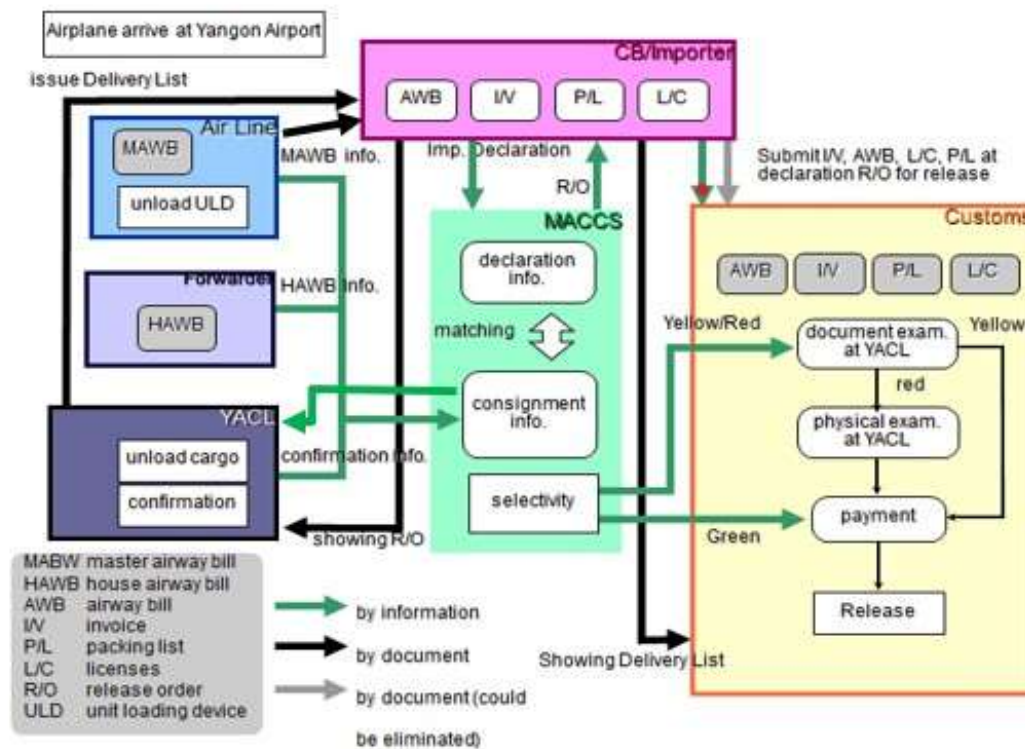 Airplane arrive at Yangon Airport
CB/Importer
issue Delivery List
AWB
I/V
P/L
L/C
Air Line
MAWB
MAWB info.
unload ULD
Imp. Declaration
R/O
Submit I/V, AWB, L/C, P/L at
declaration R/O for release
MACCS
Customs
declaration
info.
AWB
I/V
P/L
L/C
Forwarder
HAWB info.
HAWB
matching
Yellow/Red
document exam.
at YACL
Yellow
red
YACL
consignment
info.
physical exam.
at YACL
unload cargo
confirmation info.
confirmation
selectivity
payment
showing R/O
Green
MABW master airway bill
HAWB house airway bill
AWB airway bill
I/V invoice
P/L packing list
L/C licenses
R/O release order
ULD unit loading device
by information
by document
by document (could
be eliminated)
Release
Showing Delivery List